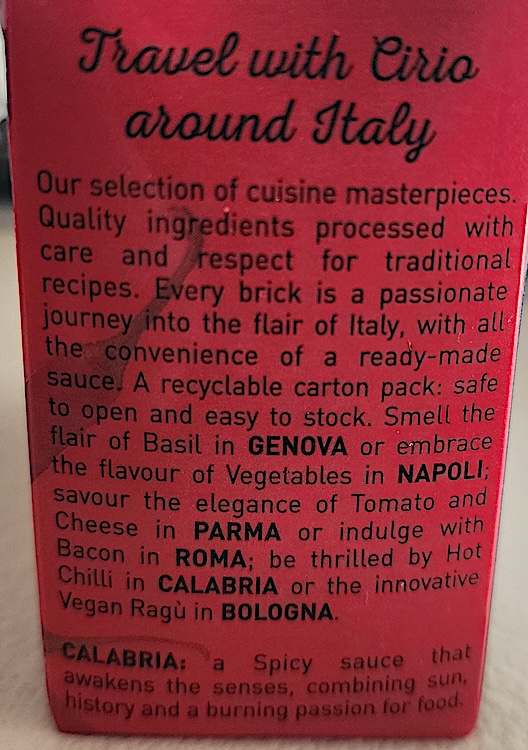 Travel with Cirio
around Italy
Our selection of cuisine masterpieces.
Quality ingredients processed with
care and respect for traditional
recipes. Every brick is a passionate
journey into the flair of Italy, with all
the convenience of a ready-made
sauce. A recyclable carton pack: safe
to open and easy to stock. Smell the
flair of Basil in GENOVA or embrace
the flavour of Vegetables in NAPOLI;
savour the elegance of Tomato and
Cheese in PARMA or indulge with
Bacon in ROMA; be thrilled by Hot
Chilli in CALABRIA or the innovative
Vegan Ragù in BOLOGNA.
CALABRIA: a Spicy sauce that
awakens the senses, combining sun,
history and a burning passion for food.